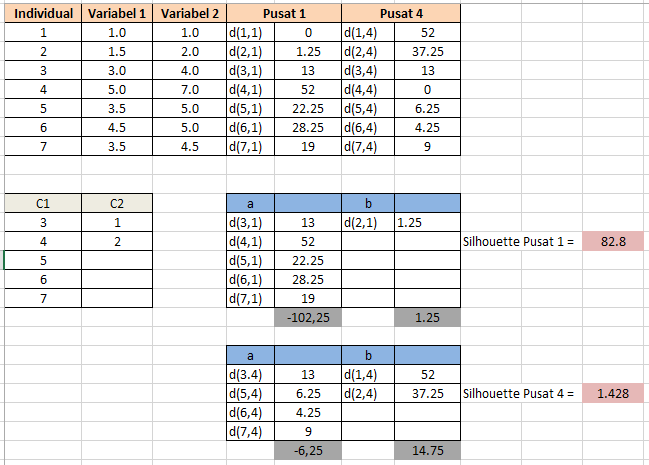 Individual Variabel 1 Variabel 2 Pusat 1 Pusat 4
1 1.0 1.0 d(1,1) 0 d(1,4) 52
2 1.5 2.0 d(2,1) 1.25 d(2,4) 37.25
3 3.0 4.0 d(3,1) 13 d(3,4) 13
4 5.0 7.0 d(4,1) 52 d(4,4) 0
5 3.5 5.0 d(5,1) 22.25 d(5,4) 6.25
6 4.5 5.0 d(6,1) 28.25 d(6,4) 4.25
7 3.5 4.5 d(7,1) 19 d(7,4) 9
C1 C2 a b
3 1 d(3,1) 13 d(2,1) 1.25
4 2 d(4,1) 52 Silhouette Pusat 1 = 82.8
5 d(5,1) 22.25
6 d(6,1) 28.25
7 d(7,1) 19
-102,25 1.25
a b
d(3.4) 13 d(1,4) 52
d(5,4) 6.25 d(2,4) 37.25 Silhouette Pusat 4 = 1.428
d(6,4) 4.25
d(7,4) 9
-6,25 14.75